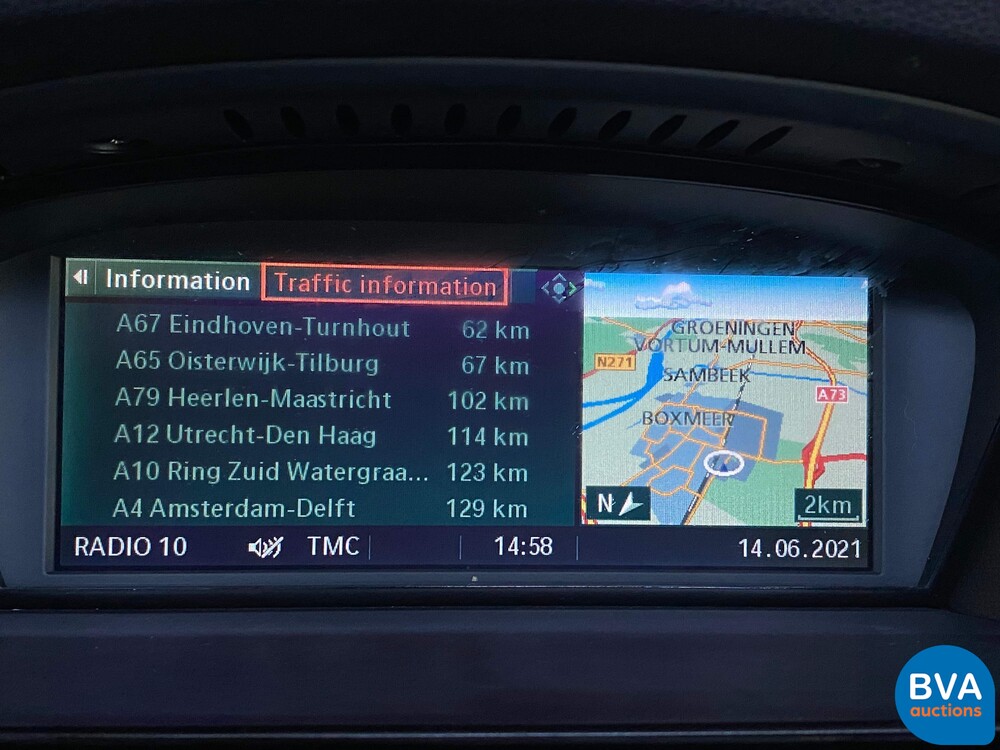 Information Traffic information
A67 Eindhoven-Turnhout 62 km
A65 Oisterwijk-Tilburg 67 km
A79 Heerlen-Maastricht 102 km
A12 Utrecht-Den Haag 114 km
A10 Ring Zuid Watergraa... 123 km
A4 Amsterdam-Delft 129 km
GROENINGEN
VORTUM-MULLEM
N271
SAMBEEK
A73
BOXMEER
N
2km
RADIO 10 TMC 14:58 14.06.2021
BVA
auctions